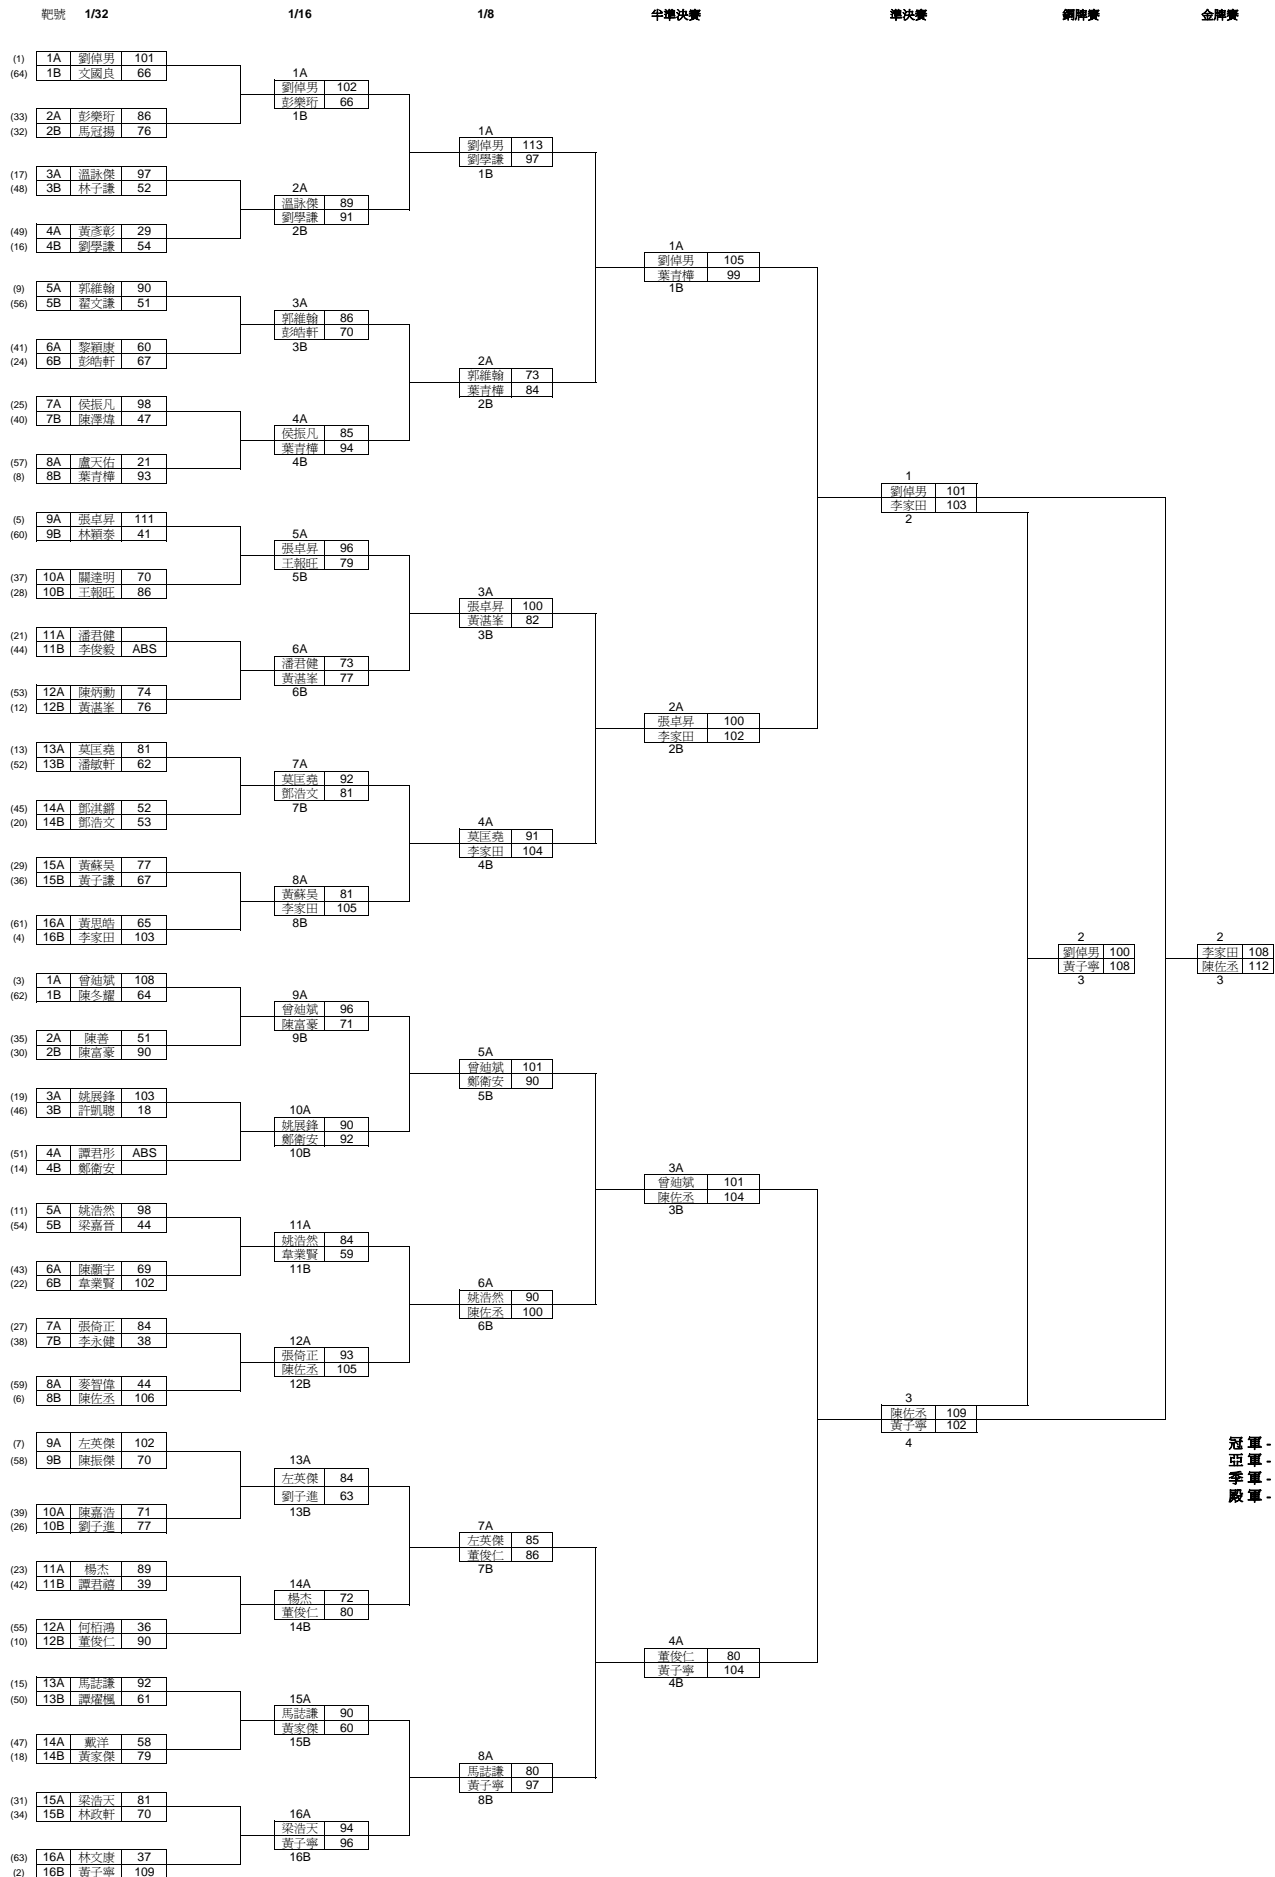 靶號 1/32 1/16 1/8 半準決賽 準決賽 銅牌賽 金牌賽
(1) 1A 劉倬男 101
(64) 1B 文國良 66
1A
劉倬男 102
彭樂珩 66
1B
(33) 2A 彭樂珩 86
(32) 2B 馬冠揚 76
1A
劉倬男 113
劉學謙 97
1B
(17) 3A 溫詠傑 97
(48) 3B 林子謙 52
2A
溫詠傑 89
劉學謙 91
2B
(49) 4A 黃彥彰 29
(16) 4B 劉學謙 54
1A
劉倬男 105
葉青樺 99
1B
(9) 5A 郭維翰 90
(56) 5B 翟文謙 51
3A
郭維翰 86
彭皓軒 70
3B
(41) 6A 黎穎康 60
(24) 6B 彭皓軒 67
2A
郭維翰 73
葉青樺 84
2B
(25) 7A 侯振凡 98
(40) 7B 陳澤煒 47
4A
侯振凡 85
葉青樺 94
4B
(57) 8A 盧天佑 21
(8) 8B 葉青樺 93
1
劉倬男 101
李家田 103
2
(5) 9A 張卓昇 111
(60) 9B 林穎泰 41
5A
張卓昇 96
王報旺 79
5B
(37) 10A 關達明 70
(28) 10B 王報旺 86
3A
張卓昇 100
黃湛峯 82
3B
(21) 11A 潘君健
(44) 11B 李俊毅 ABS
6A
潘君健 73
黃湛峯 77
6B
(53) 12A 陳炳勳 74
(12) 12B 黃湛峯 76
2A
張卓昇 100
李家田 102
2B
(13) 13A 莫匡堯 81
(52) 13B 潘敏軒 62
7A
莫匡堯 92
鄧浩文 81
7B
(45) 14A 鄧淇鏘 52
(20) 14B 鄧浩文 53
4A
莫匡堯 91
李家田 104
4B
(29) 15A 黃蘇昊 77
(36) 15B 黃子謙 67
8A
黃蘇昊 81
李家田 105
8B
(61) 16A 黃思皓 65
(4) 16B 李家田 103
2
劉倬男 100
黃子寧 108
3
2
李家田 108
陳佐丞 112
3
(3) 1A 曾廸斌 108
(62) 1B 陳冬耀 64
9A
曾廸斌 96
陳富豪 71
9B
(35) 2A 陳善 51
(30) 2B 陳富豪 90
5A
曾廸斌 101
鄭衛安 90
5B
(19) 3A 姚展鋒 103
(46) 3B 許凱聰 18
10A
姚展鋒 90
鄭衛安 92
10B
(51) 4A 譚君彤 ABS
(14) 4B 鄭衛安
3A
曾廸斌 101
陳佐丞 104
3B
(11) 5A 姚浩然 98
(54) 5B 梁嘉晉 44
11A
姚浩然 84
韋業賢 59
11B
(43) 6A 陳灝宇 69
(22) 6B 韋業賢 102
6A
姚浩然 90
陳佐丞 100
6B
(27) 7A 張倚正 84
(38) 7B 李永健 38
12A
張倚正 93
陳佐丞 105
12B
(59) 8A 麥智偉 44
(6) 8B 陳佐丞 106
3
陳佐丞 109
黃子寧 102
4
(7) 9A 左英傑 102
(58) 9B 陳振傑 70
13A
左英傑 84
劉子進 63
13B
冠 軍 -
亞 軍 -
季 軍 -
殿 軍 -
(39) 10A 陳嘉浩 71
(26) 10B 劉子進 77
7A
左英傑 85
董俊仁 86
7B
(23) 11A 楊杰 89
(42) 11B 譚君禧 39
14A
楊杰 72
董俊仁 80
14B
(55) 12A 何栢鴻 36
(10) 12B 董俊仁 90
4A
董俊仁 80
黃子寧 104
4B
(15) 13A 馬誌謙 92
(50) 13B 譚燿楓 61
15A
馬誌謙 90
黃家傑 60
15B
(47) 14A 戴洋 58
(18) 14B 黃家傑 79
8A
馬誌謙 80
黃子寧 97
8B
(31) 15A 梁浩天 81
(34) 15B 林政軒 70
16A
梁浩天 94
黃子寧 96
16B
(63) 16A 林文康 37
(2) 16B 黃子寧 109